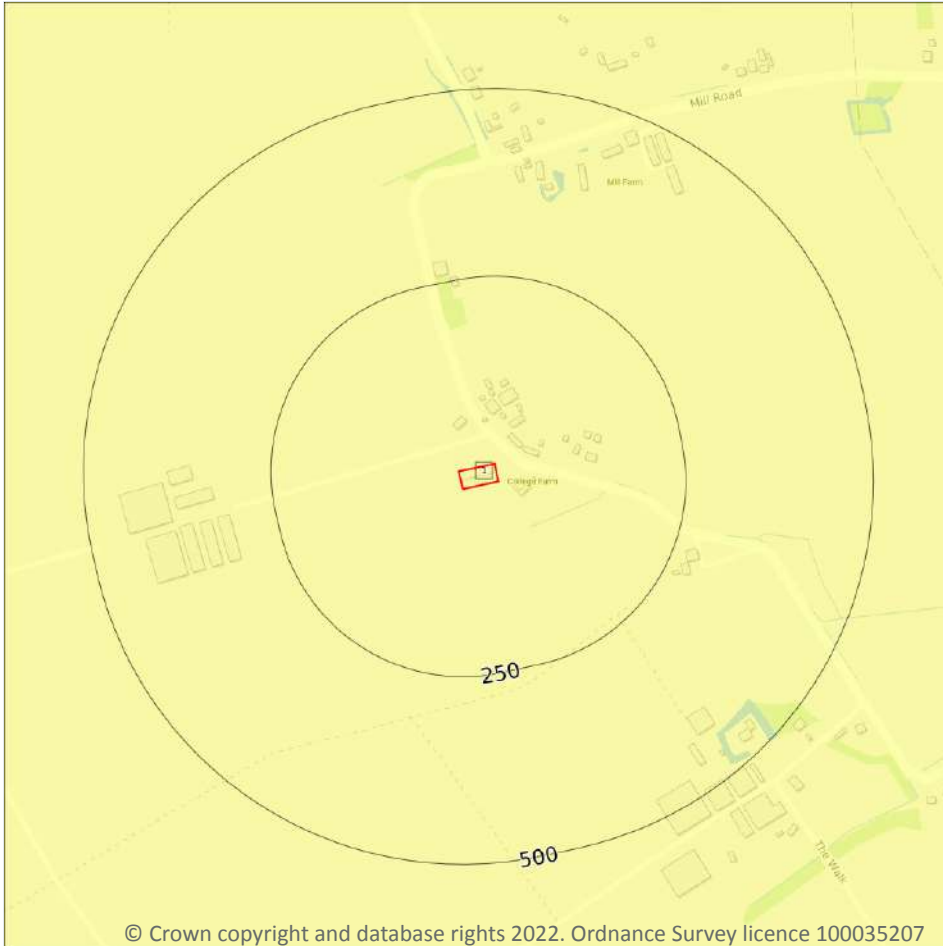 Mill Road
Mill Farm
1
College Farm
250
The Walk
500
© Crown copyright and database rights 2022. Ordnance Survey licence 100035207